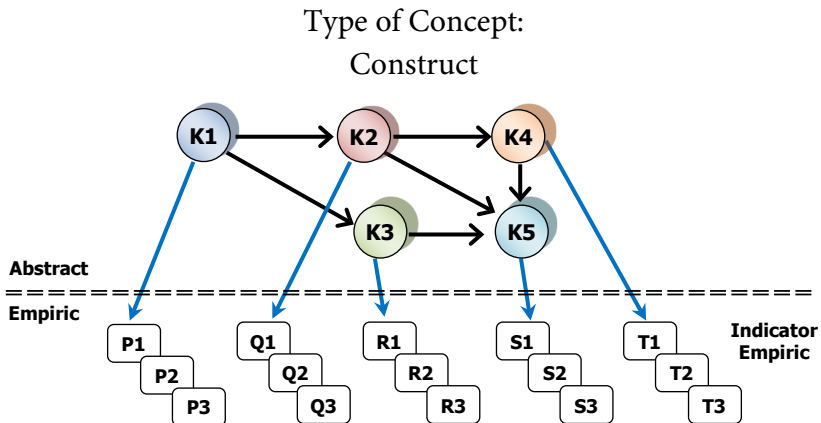 Type of Concept:
Construct
K1
K2
K4
K3
K5
Abstract
Empiric
Indicator
Empiric
P1
P2
P3
Q1
Q2
Q3
R1
R2
R3
S1
S2
S3
T1
T2
T3